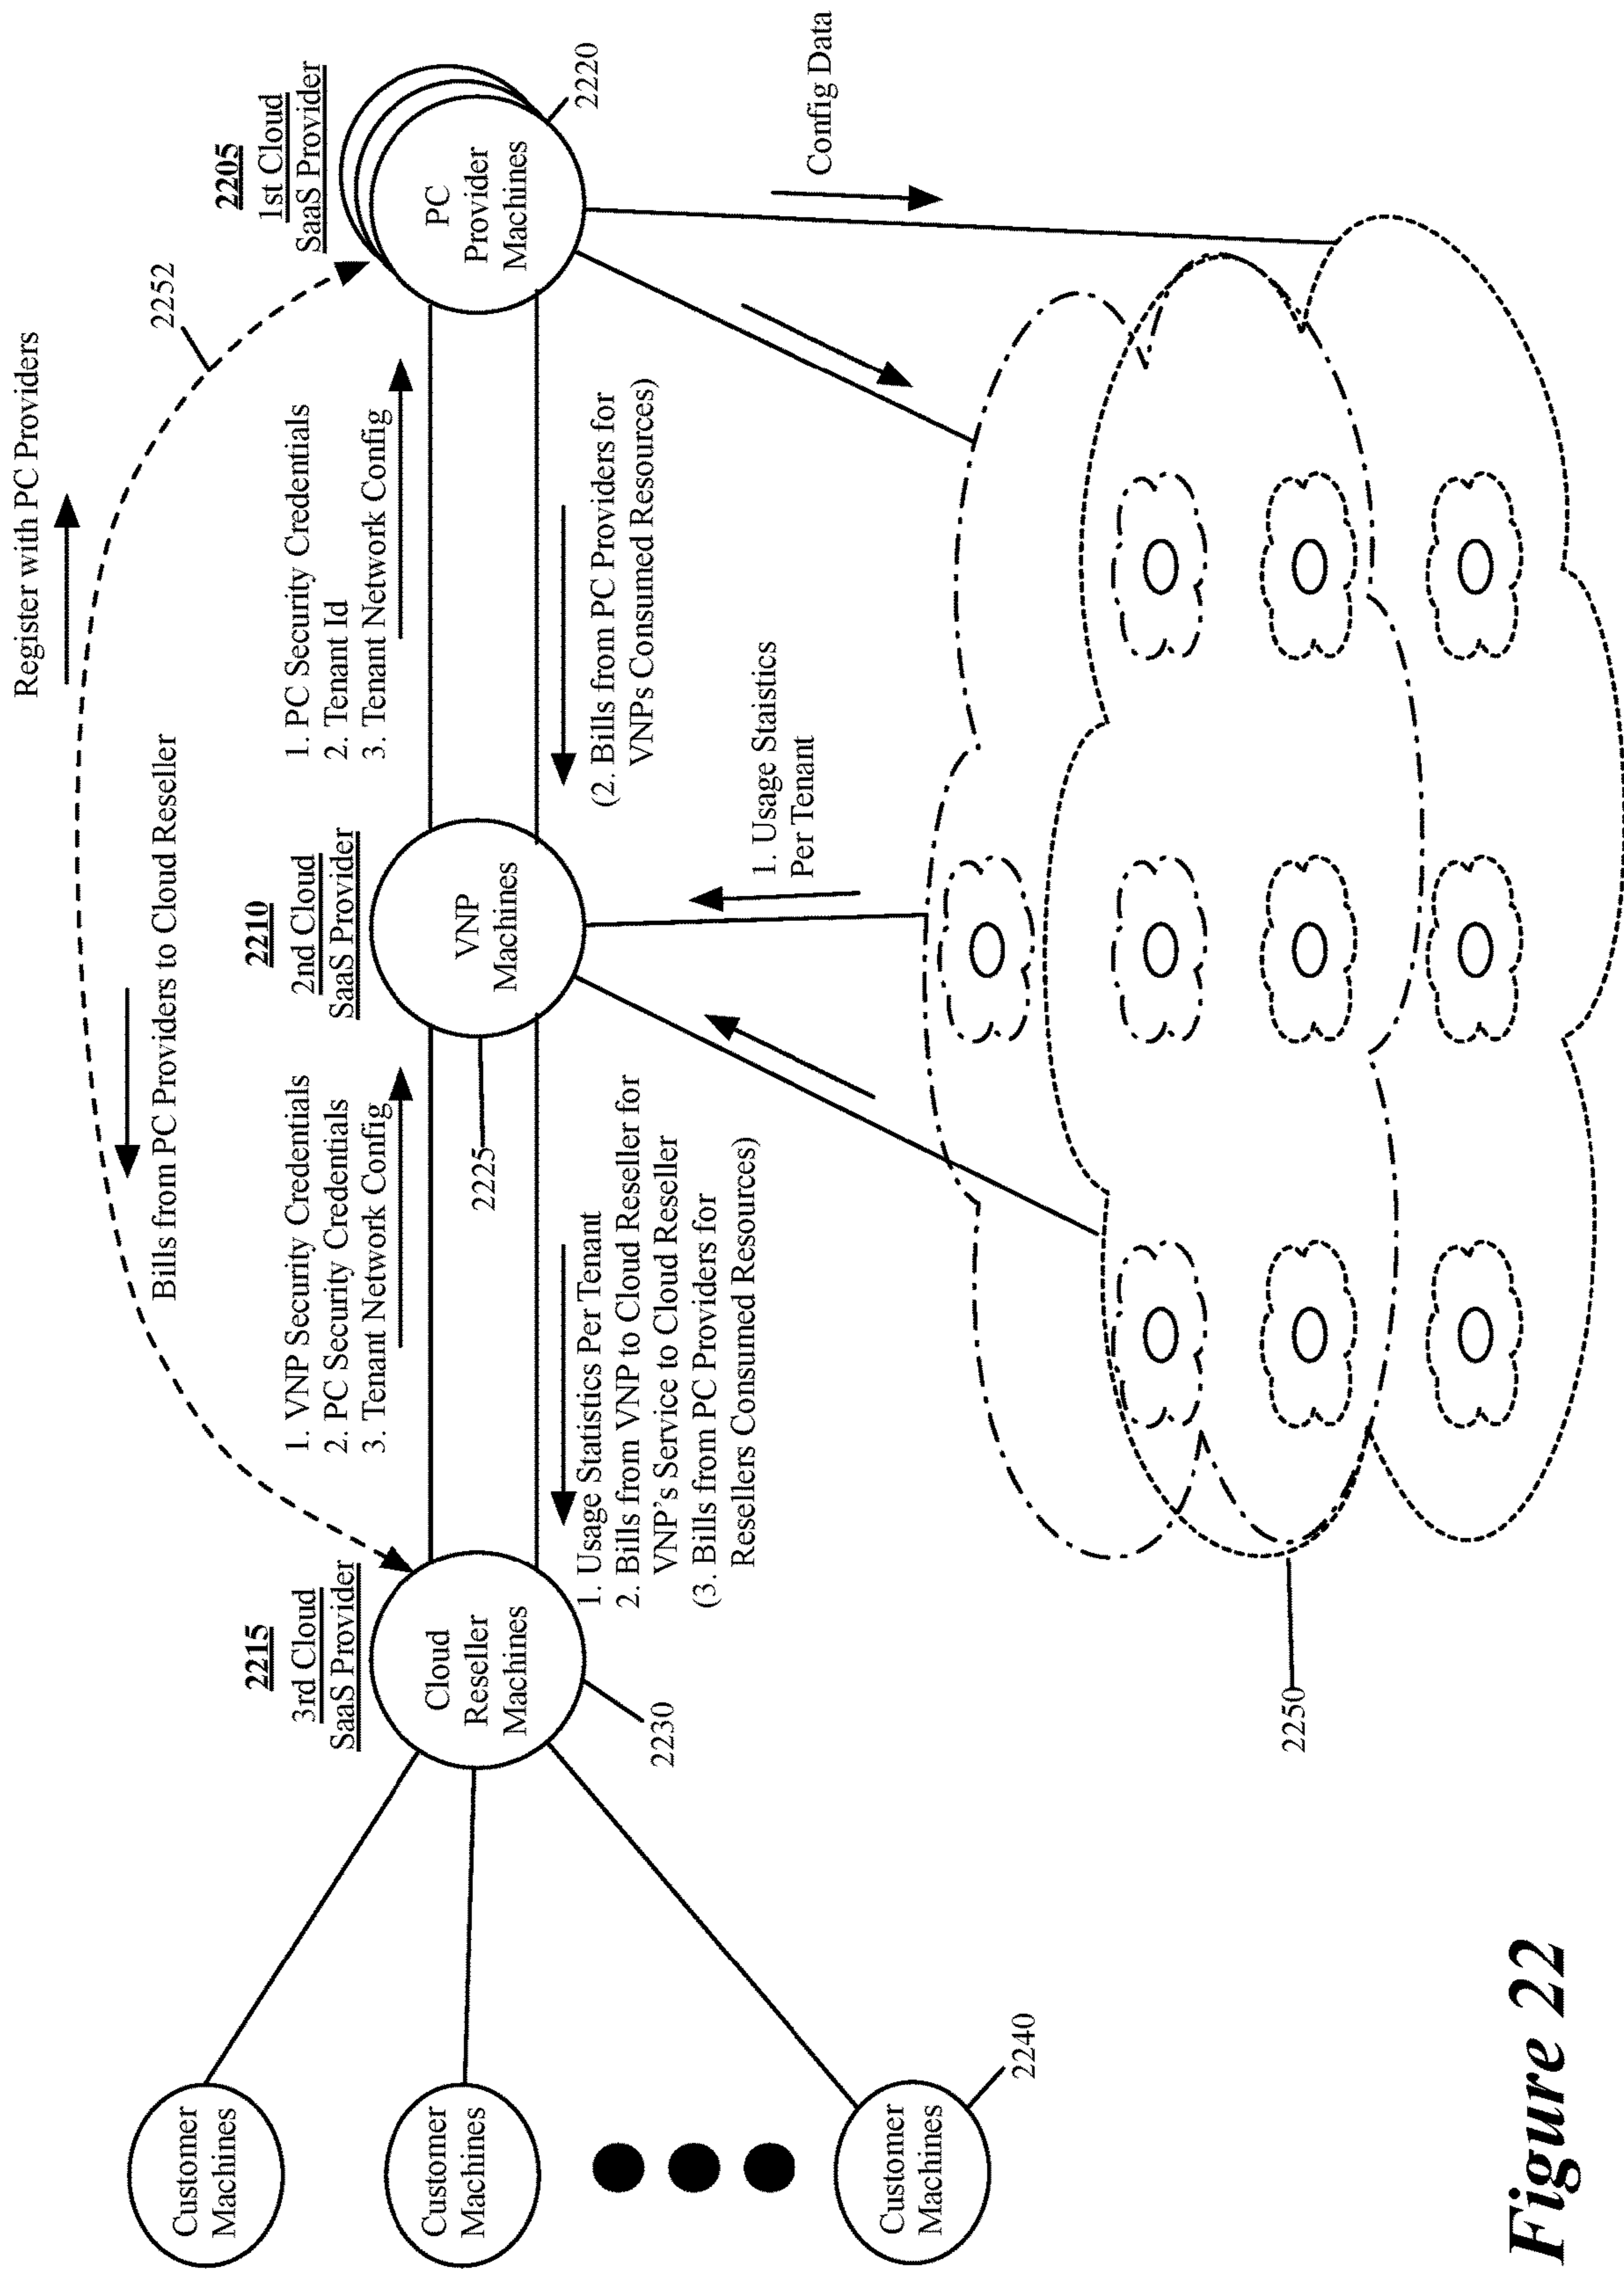 Register with PC Providers
2252
Bills from PC Providers to Cloud Reseller
2215
3rd Cloud
SaaS Provider
2210
2nd Cloud
SaaS Provider
2205
1st Cloud
SaaS Provider
1. VNP Security Credentials
2. PC Security Credentials
3. Tenant Network Config
1. PC Security Credentials
2. Tenant Id
3. Tenant Network Config
Customer
Machines
Customer
Machines
Customer
Machines
2240
Cloud
Reseller
Machines
2230
VNP
Machines
2225
PC
Provider
Machines
2220
1. Usage Statistics Per Tenant
2. Bills from VNP to Cloud Reseller for
VNP's Service to Cloud Reseller
(3. Bills from PC Providers for
Resellers Consumed Resources)
(2. Bills from PC Providers for
VNPs Consumed Resources)
1. Usage Staistics
Per Tenant
Config Data
2250
Figure 22